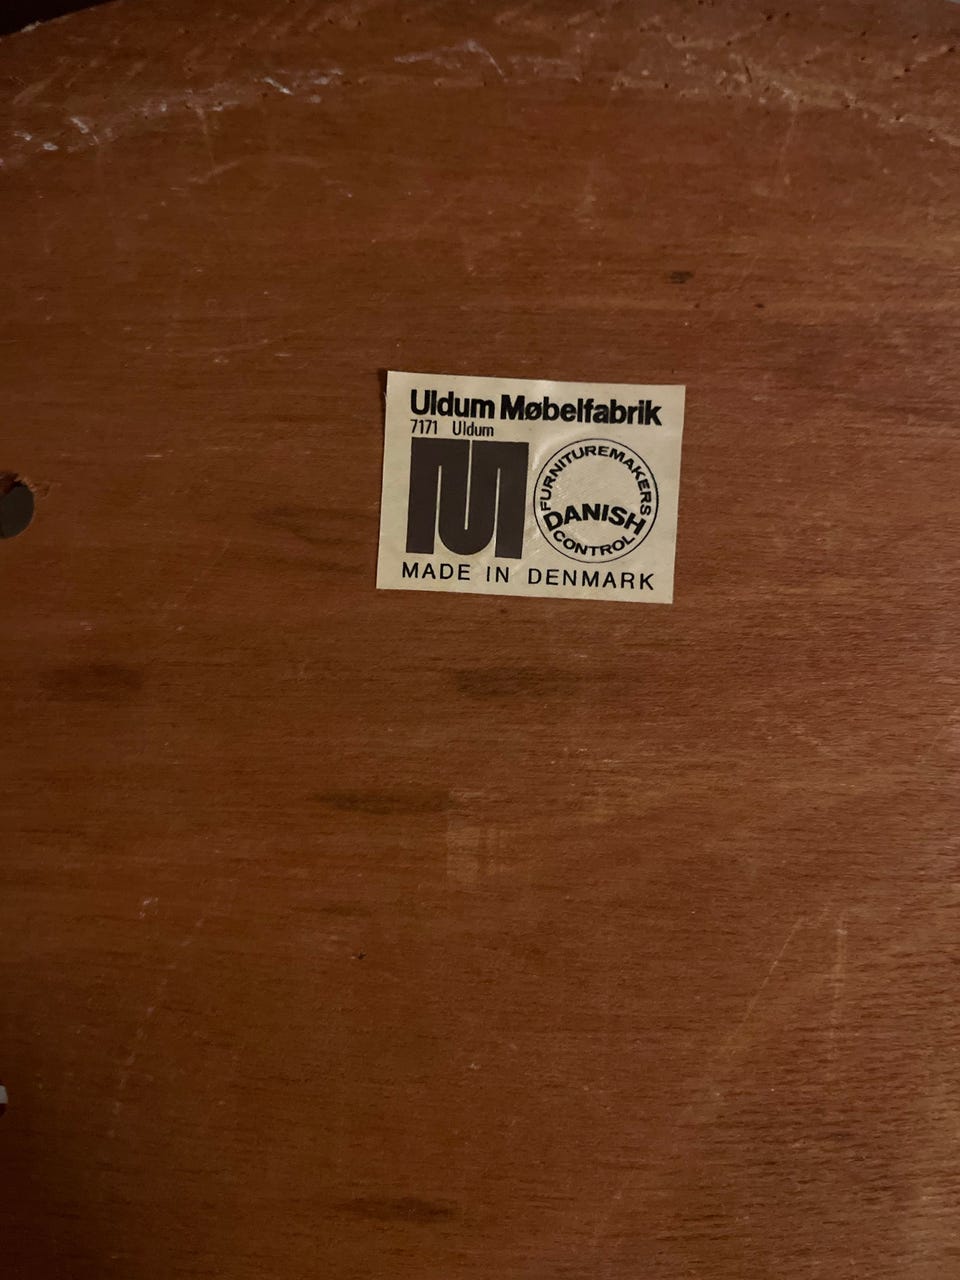 Uldum Møbelfabrik
7171 Uldum
FURNITUREMAKERS
DANISH
CONTROL
MADE IN DENMARK